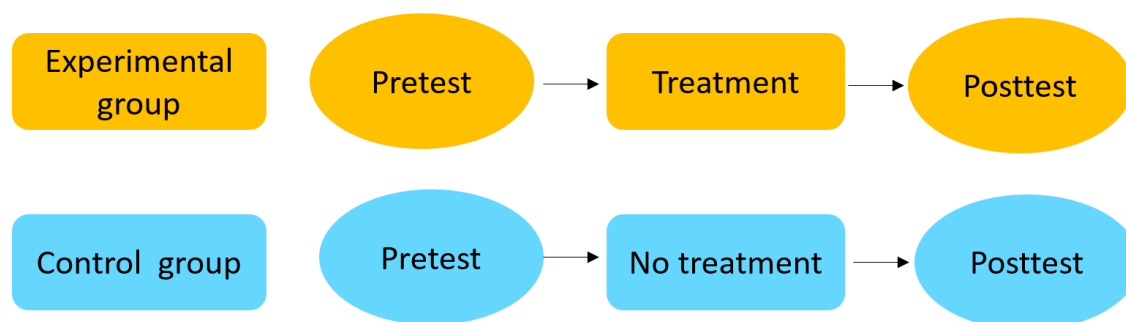 Experimental
group
Pretest
Treatment
Posttest
Control  group
Pretest
No treatment
Posttest